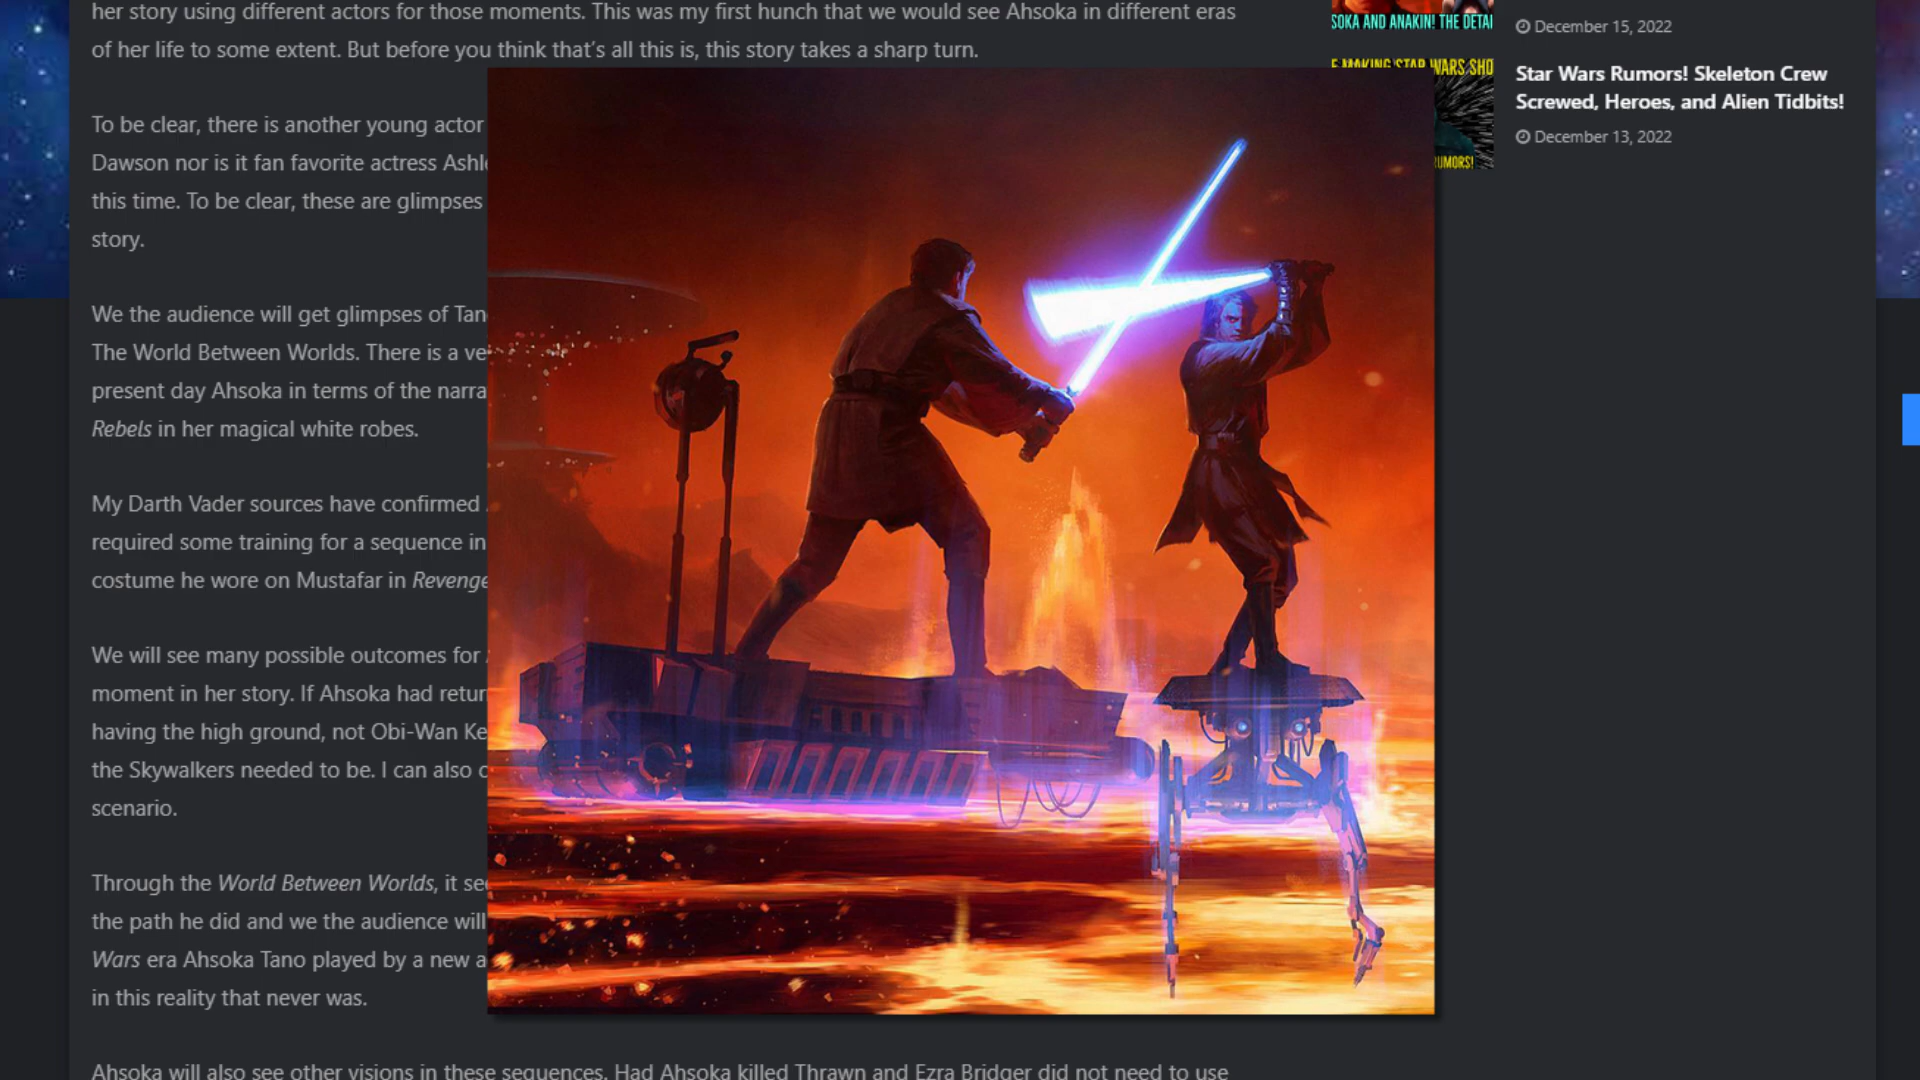 her story using different actors for those moments. This was my first hunch that we would see Ahsoka in different eras
of her life to some extent. But before you think that’s all this is, this story takes a sharp turn.
To be clear, there is another young actor
Dawson nor is it fan favorite actress
this time. To be clear, these are glimpses
story.
We the audience will get glimpses of
The World Between Worlds. There is a
present day Ahsoka in terms of the
Rebels in her magical white robes.
My Darth Vader sources have confirmed
required some training for a sequence in
costume he wore on Mustafar in Revenge
We will see many possible outcomes for
moment in her story. If Ahsoka had
having the high ground, not Obi-Wan
the Skywalkers needed to be. I can also
scenario.
Through the World Between Worlds, it
the path he did and we the audience will
Wars era Ahsoka Tano played by a new
in this reality that never was.
Ahsoka will also see other visions in these sequences. Had Ahsoka killed Thrawn and Ezra Bridger did not need to use
SOKA AND ANAKIN! THE DETAI
December 15, 2022
E MAKING STAR WARS SHO
UMORS!
Star Wars Rumors! Skeleton Crew
Screwed, Heroes, and Alien Tidbits!
December 13, 2022